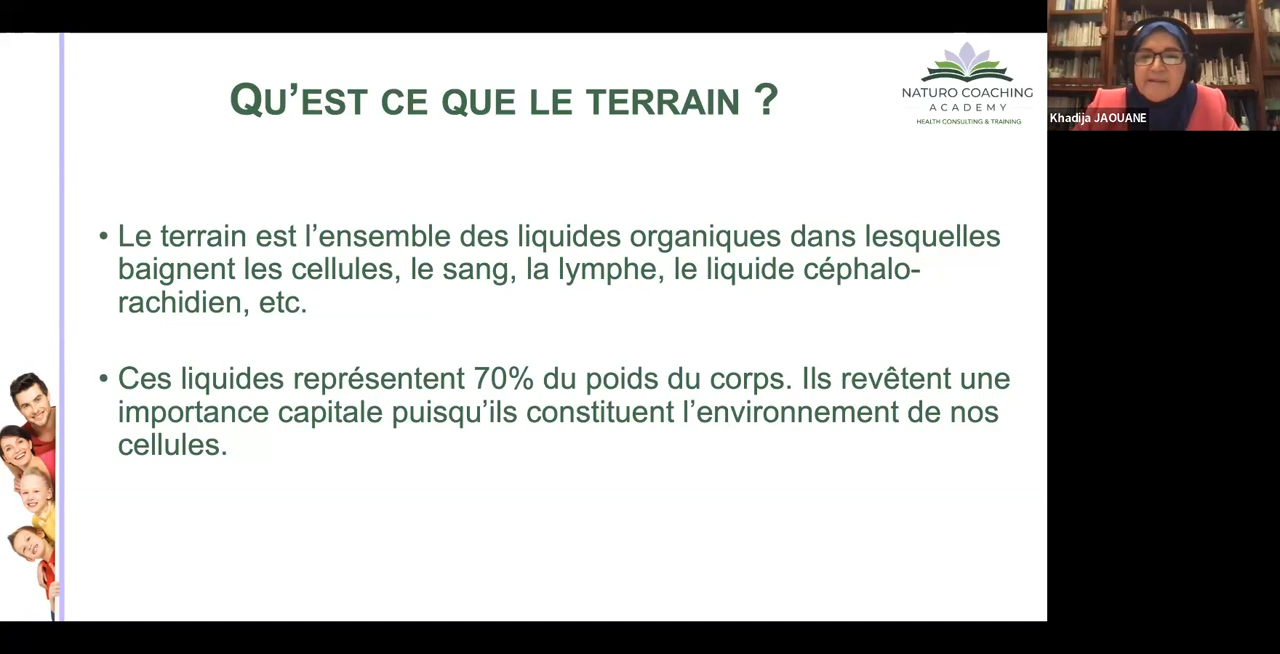 QU'EST CE QUE LE TERRAIN ?
NATURO COACHING
ACADEMY
HEALTH CONSULTING & TRAINING
Khadija JAOUANE
• Le terrain est l'ensemble des liquides organiques dans lesquelles
baignent les cellules, le sang, la lymphe, le liquide céphalo-
rachidien, etc.
• Ces liquides représentent 70% du poids du corps. Ils revêtent une
importance capitale puisqu'ils constituent l'environnement de nos
cellules.